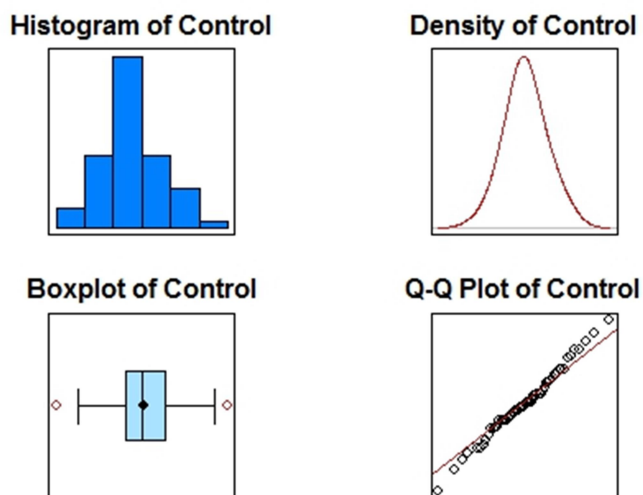 Histogram of Control
Density of Control
Boxplot of Control
Q-Q Plot of Control